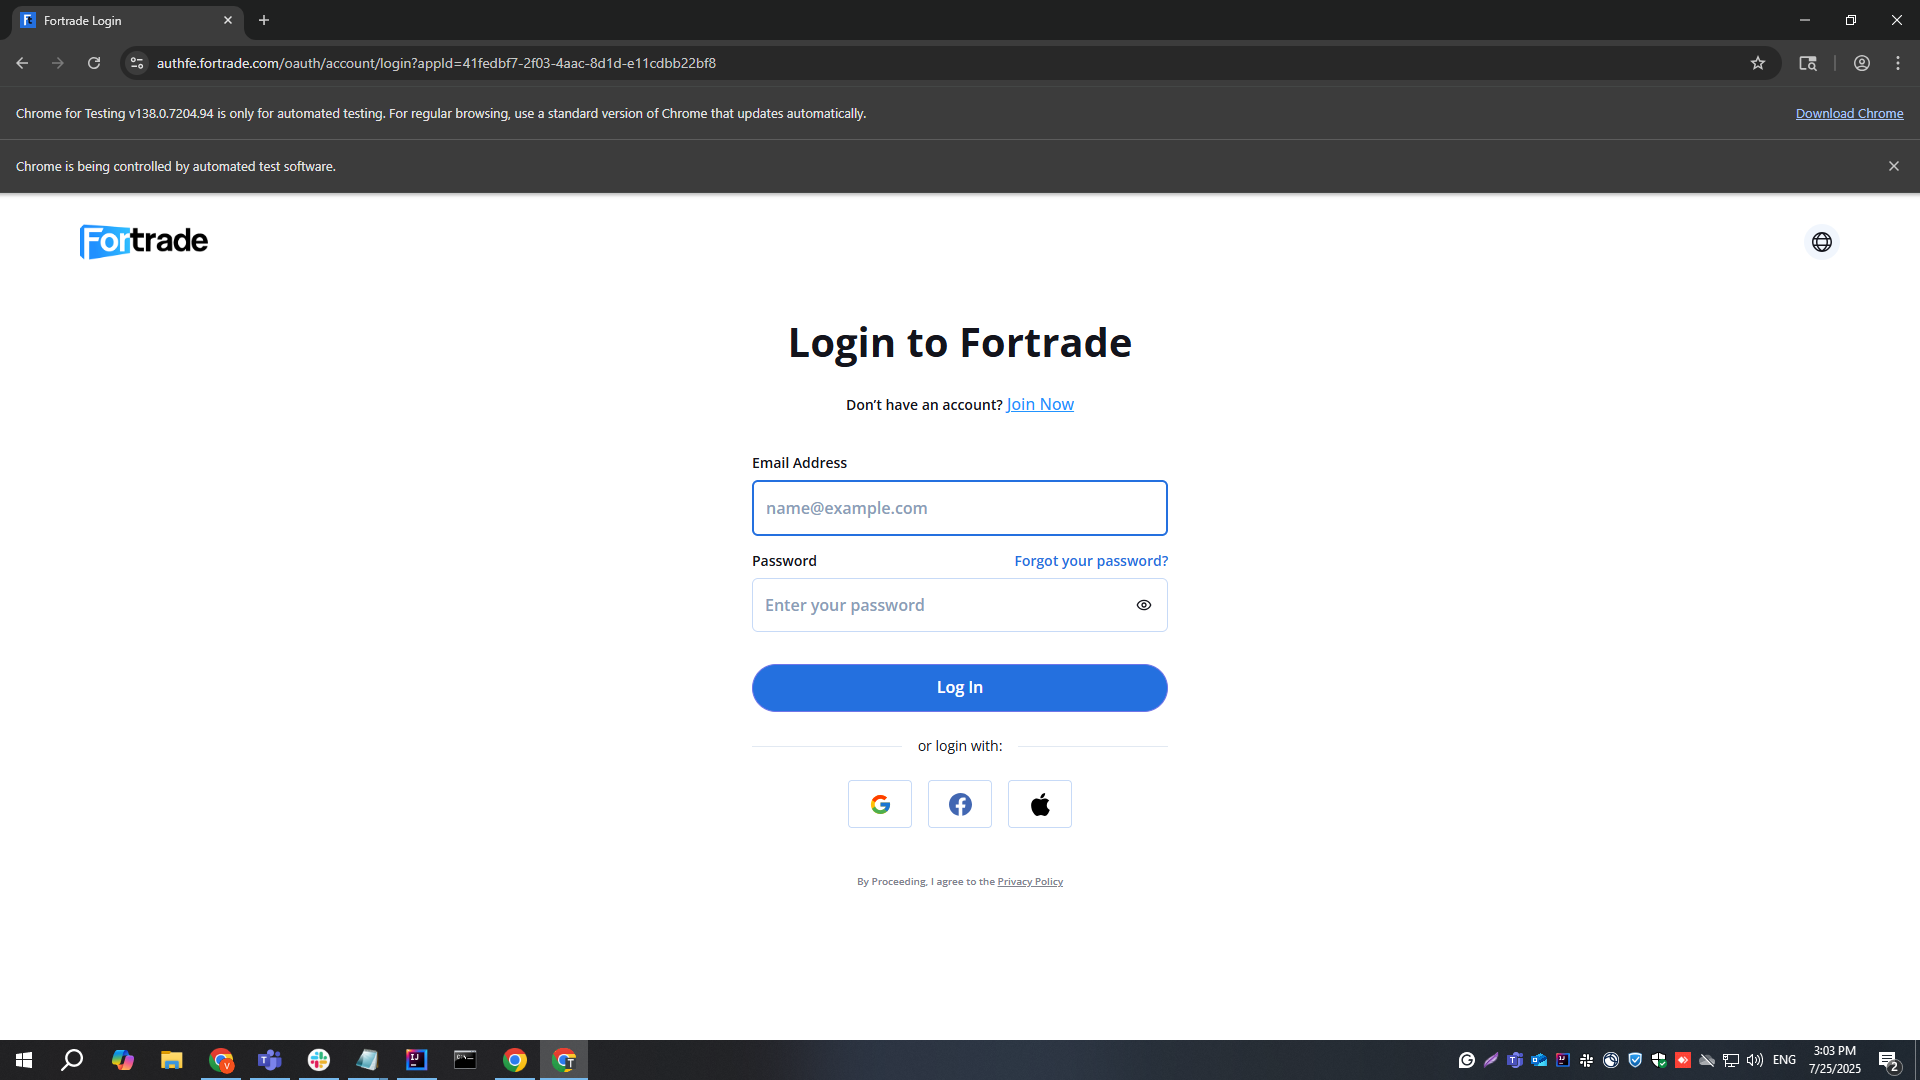 Fortrade Login
authfe.fortrade.com/oauth/account/login?appId=41fedbf7-2f03-4aac-8d1d-e11cdbb22bf8
Chrome for Testing v138.0.7204.94 is only for automated testing. For regular browsing, use a standard version of Chrome that updates automatically.
Download Chrome
Chrome is being controlled by automated test software.
Fortrade
Login to Fortrade
Don't have an account? Join Now
Email Address
name@example.com
Password
Forgot your password?
Enter your password
Log In
or login with:
By Proceeding, I agree to the Privacy Policy
ENG
3:03 PM
7/25/2025
2